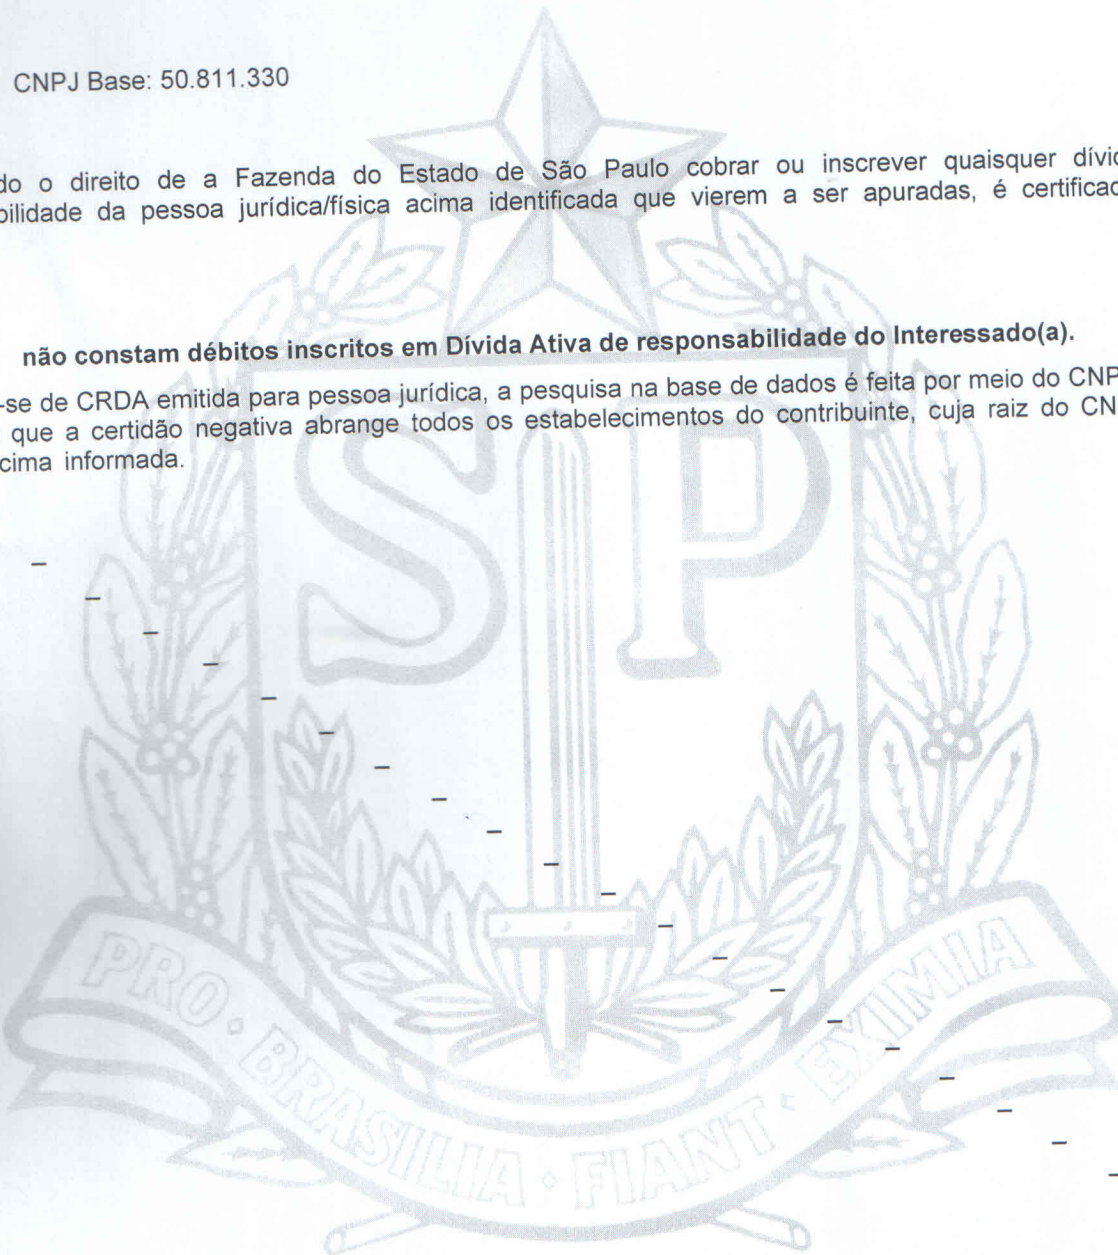 CNPJ Base: 50.811.330
do o direito de a Fazenda do Estado de São Paulo cobrar ou inscrever quaisquer dívid
bilidade da pessoa jurídica/física acima identificada que vierem a ser apuradas, é certificad
não constam débitos inscritos em Dívida Ativa de responsabilidade do Interessado(a).
-se de CRDA emitida para pessoa jurídica, a pesquisa na base de dados é feita por meio do CNP
que a certidão negativa abrange todos os estabelecimentos do contribuinte, cuja raiz do CN
cima informada.
SP
PRO · BRASILIA · FIANT · EXIMIA